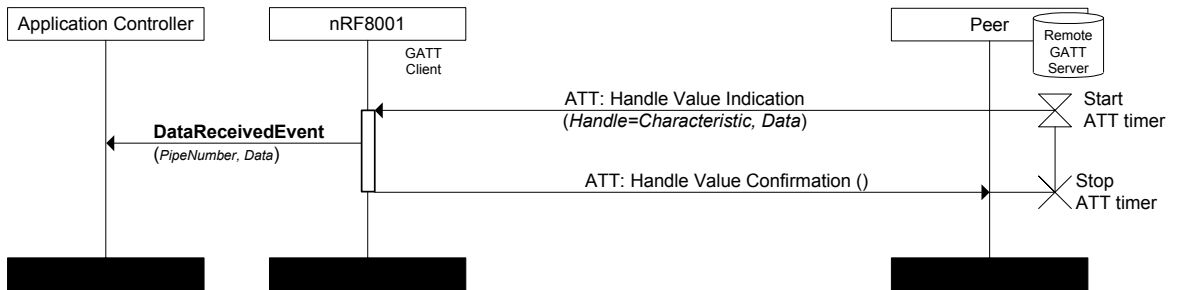 Application Controller
nRF8001
Peer
Remote
GATT
Server
GATT
Client
ATT: Handle Value Indication
(Handle=Characteristic, Data)
Start
ATT timer
DataReceivedEvent
(PipeNumber, Data)
ATT: Handle Value Confirmation ()
Stop
ATT timer